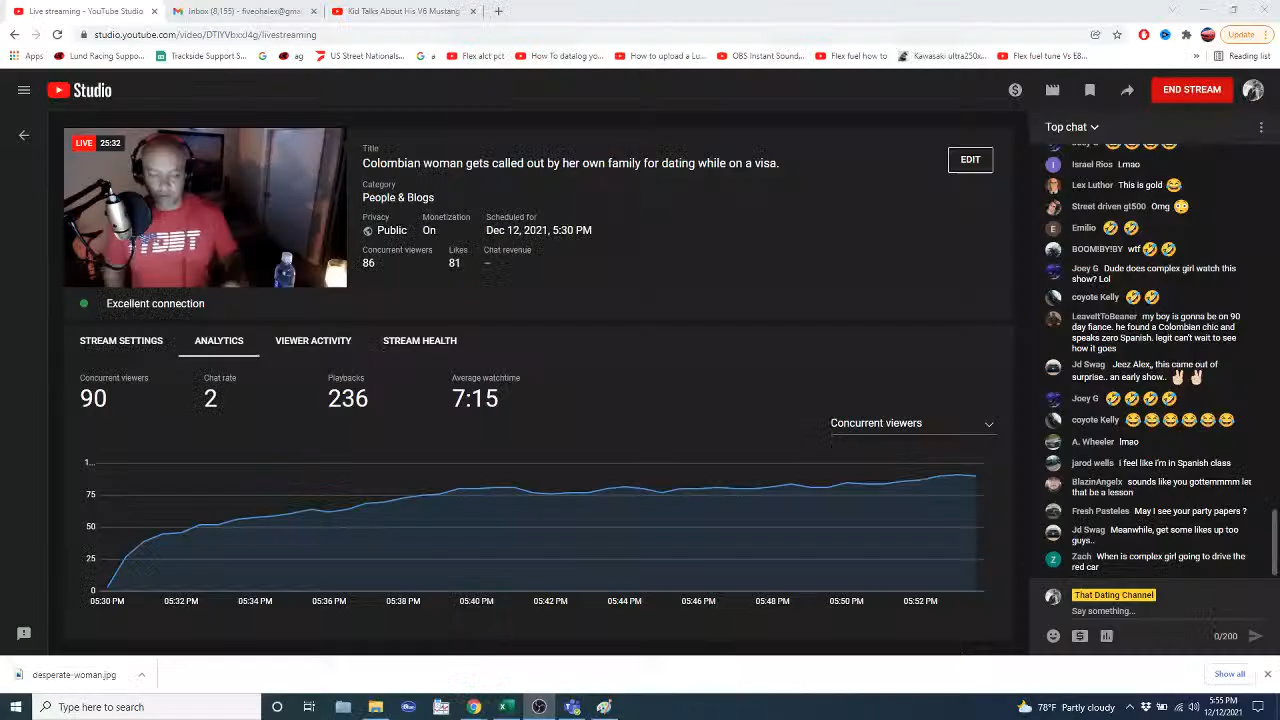 Live streaming - YouTube Studio
Inbox (8,155) - fiveohalex@gmai
Kid Talks About His V6 Mustang
studio.youtube.com/video/DTIYVbxxJ4g/livestreaming
Update
Apps
Lund Racing Suppo...
Trackside Support S...
ag
US Street Nationals...
a
Flex alct pct
How To datalog yo...
How to upload a Lu...
OBS Instant Sound...
Flex fuel how to
Kawasaki ultra250x...
Flex fuel tune Vs E8...
»
Reading list
Studio
END STREAM
LIVE 25:32
YDBT
Title
Colombian woman gets called out by her own family for dating while on a visa.
EDIT
Category
People & Blogs
Privacy
Monetization
Scheduled for
Public
On
Dec 12, 2021, 5:30 PM
Concurrent viewers
Likes
Chat revenue
86
81
–
Excellent connection
STREAM SETTINGS
ANALYTICS
VIEWER ACTIVITY
STREAM HEALTH
Concurrent viewers
Chat rate
Playbacks
Average watchtime
90
2
236
7:15
Concurrent viewers
1...
75
50
25
0
05:30 PM
05:32 PM
05:34 PM
05:36 PM
05:38 PM
05:40 PM
05:42 PM
05:44 PM
05:46 PM
05:48 PM
05:50 PM
05:52 PM
Top chat
Israel Rios Lmao
Lex Luthor This is gold 😂
Street driven gt500 Omg 😳
Emilio 🤣 🤣
BOOM!BY!BY wtf 🤣 🤣
Joey G Dude does complex girl watch this
show? Lol
coyote Kelly 🤣 🤣
LeaveItToBeaner my boy is gonna be on 90
day fiance. he found a Colombian chic and
speaks zero Spanish. legit can't wait to see
how it goes
Jd Swag Jeez Alex,, this came out of
surprise.. an early show.. ✌🏻 ✌🏻
Joey G 🤣 🤣 🤣 🤣
coyote Kelly 😂 😂 😂 😂 😂 😂
A. Wheeler lmao
jarod wells I feel like i'm in Spanish class
BlazinAngelx sounds like you gottemmmm let
that be a lesson
Fresh Pasteles May I see your party papers ?
Jd Swag Meanwhile, get some likes up too
guys..
Zach When is complex girl going to drive the
red car
That Dating Channel
Say something...
0/200
desperate-woman.jpg
Show all
Type here to search
78°F Partly cloudy
5:55 PM
12/12/2021